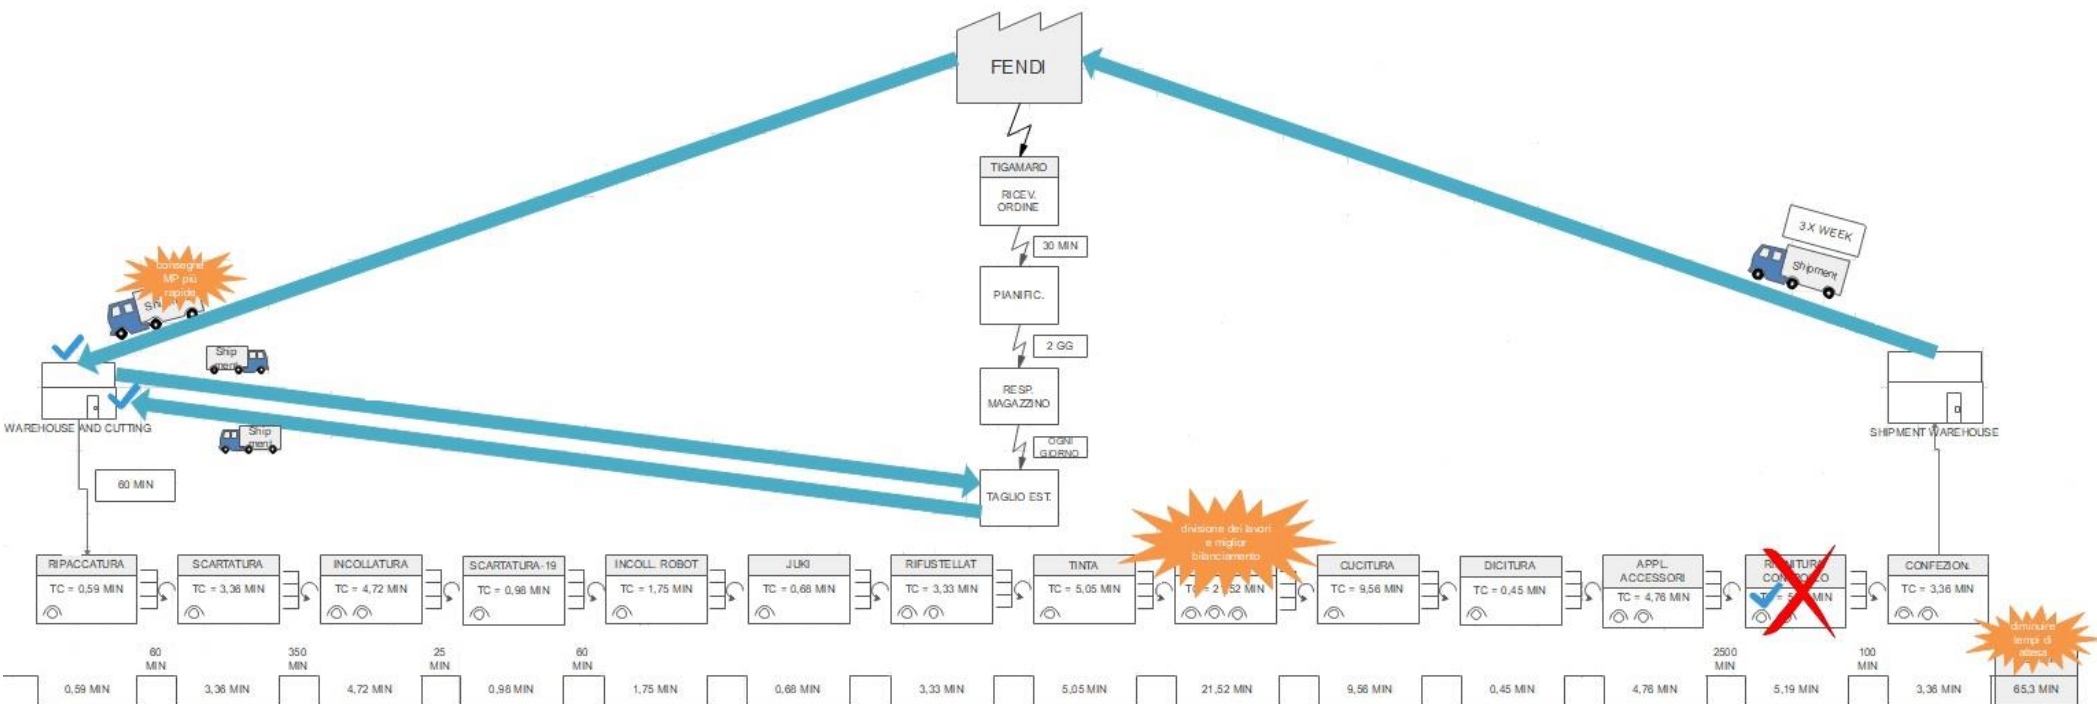 FENDI
TIGAMARO
RICEV.
ORDINE
30 MIN
PIANIFIC.
2 GG
RESP.
MAGAZZINO
OGNI
GIORNO
TAGLIO EST.
consegne
MP più
rapide
Ship
ment
Ship
ment
WAREHOUSE AND CUTTING
60 MIN
3 X WEEK
Shipment
SHIPMENT WAREHOUSE
divisione dei lavori
e miglior
bilanciamento
RIPACCATURA
TC = 0,59 MIN
SCARTATURA
TC = 3,36 MIN
INCOLLATURA
TC = 4,72 MIN
SCARTATURA-19
TC = 0,98 MIN
INCOLL. ROBOT
TC = 1,75 MIN
JUKI
TC = 0,68 MIN
RIFUSTELLAT
TC = 3,33 MIN
TINTA
TC = 5,05 MIN
CUCITURA
TC = 9,56 MIN
DICITURA
TC = 0,45 MIN
APPL.
ACCESSORI
TC = 4,76 MIN
CONFEZION.
TC = 3,36 MIN
diminuire
tempi di
attesa
60
MIN
350
MIN
25
MIN
60
MIN
2500
MIN
100
MIN
0,59 MIN
3,36 MIN
4,72 MIN
0,98 MIN
1,75 MIN
0,68 MIN
3,33 MIN
5,05 MIN
21,52 MIN
9,56 MIN
0,45 MIN
4,76 MIN
5,19 MIN
3,36 MIN
65,3 MIN